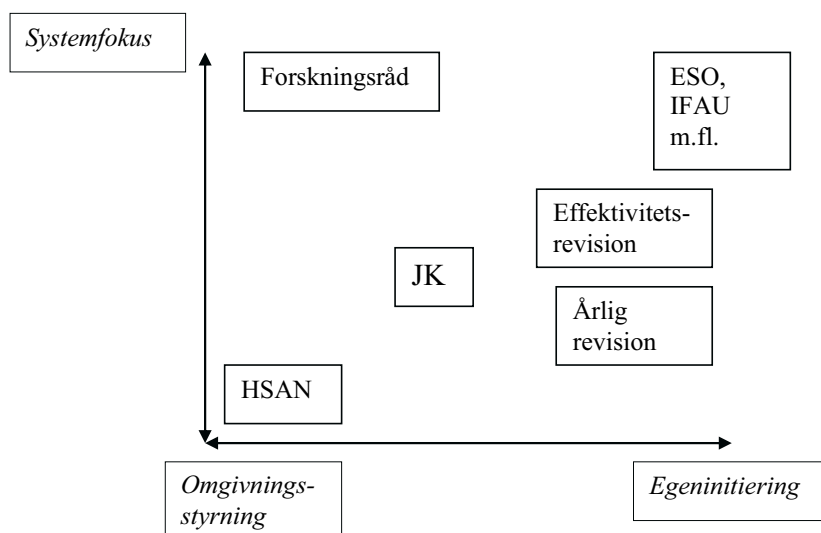 Systemfokus
Forskningsråd
ESO,
IFAU
m.fl.
Effektivitets-
revision
JK
Årlig
revision
HSAN
Omgivnings-
styrning
Egeninitiering